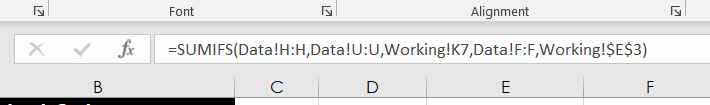 Font
Alignment
fx
=SUMIFS(Data!H:H,Data!U:U,Working!K7,Data!F:F,Working!$E$3)
B C D E F